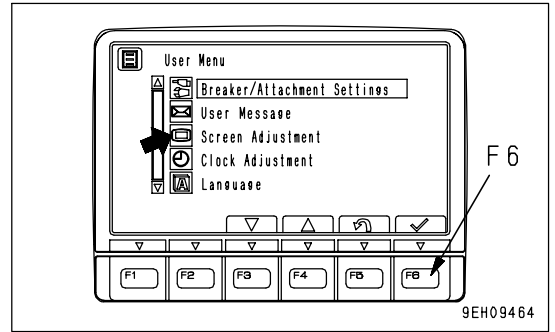 User Menu
Breaker/Attachment Settings
User Message
Screen Adjustment
Clock Adjustment
A Language
F6
F1 F2 F3 F4 F5 F6
9EH09464